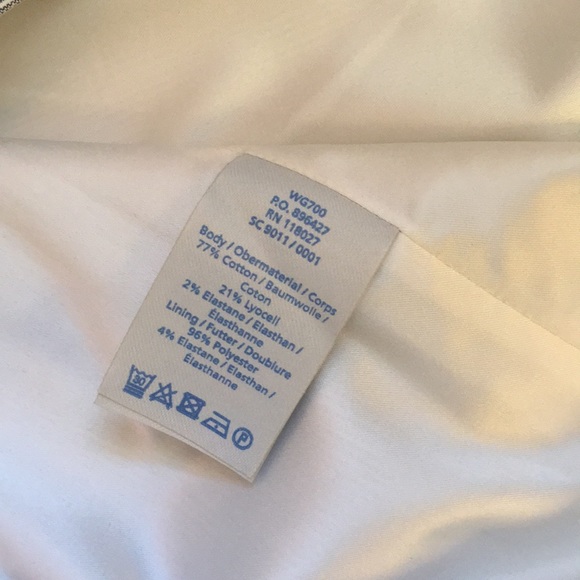 WG700
P.O. 896427
RN 118027
SC 9011 / 0001
Body / Obermaterial / Corps
77% Cotton / Baumwolle /
Coton
21% Lyocell
2% Elastane / Elasthan /
Élasthanne
Lining / Futter / Doublure
96% Polyester
4% Elastane / Elasthan /
Élasthanne
30 P